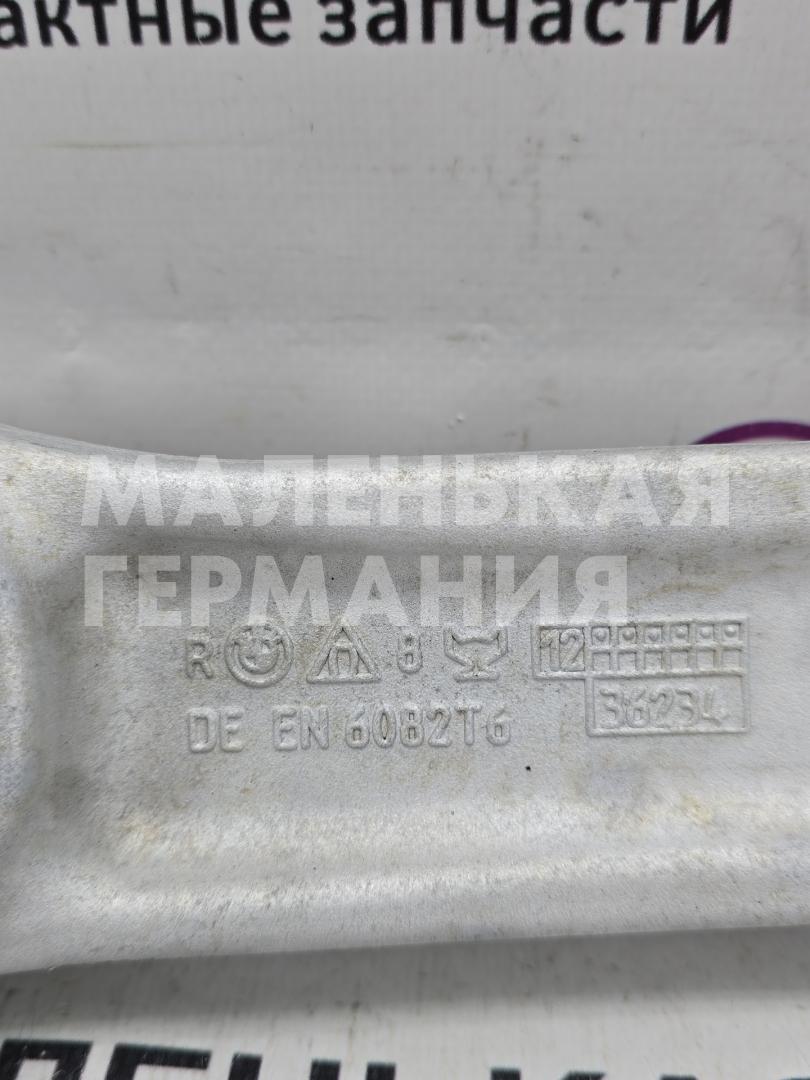 актные запчасти
МАЛЕНЬКАЯ
ГЕРМАНИЯ
R 8 12
DE EN 6082T6
36234